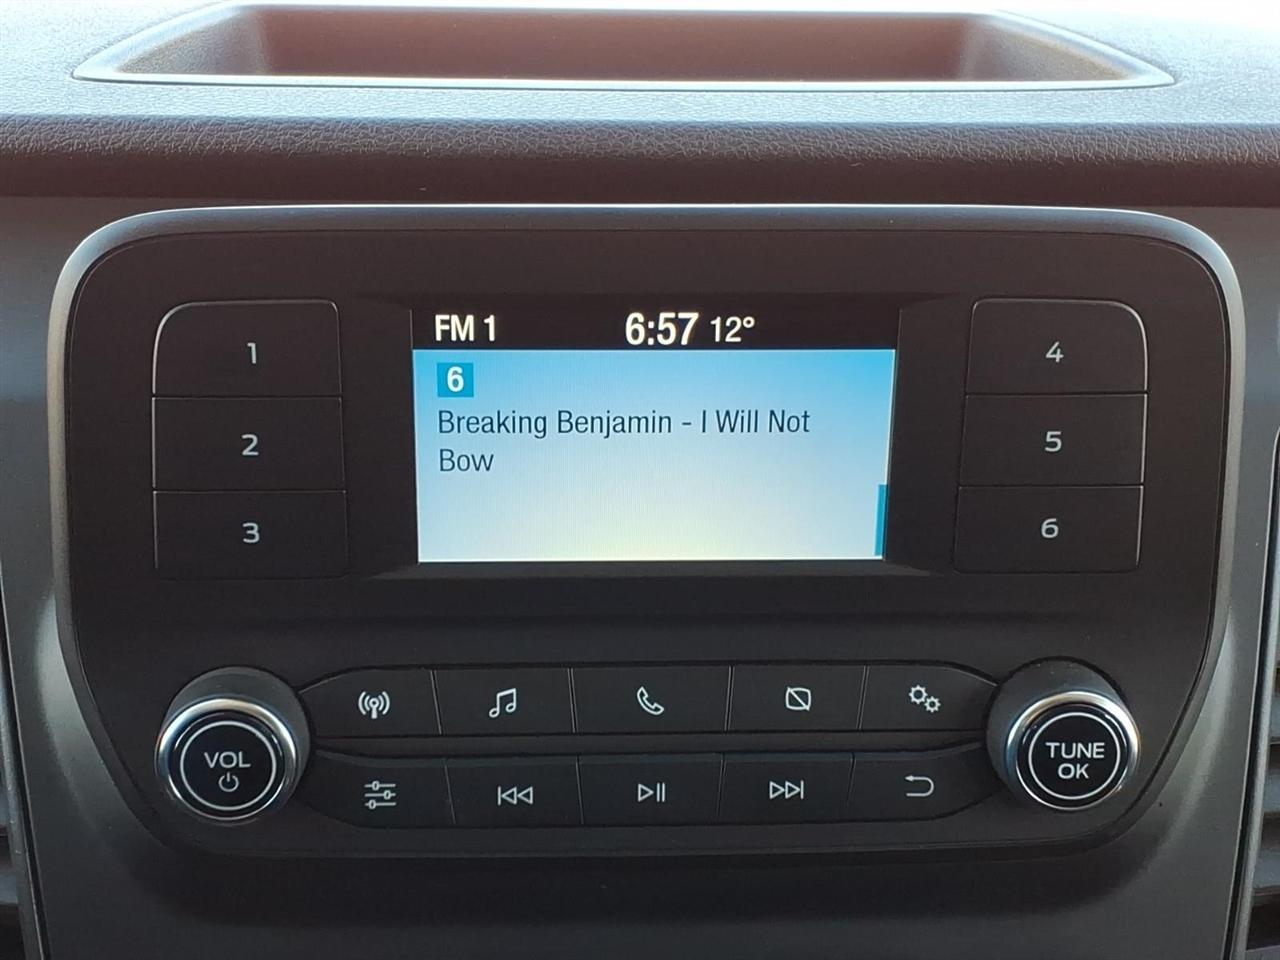 FM 1 6:57 12°
6
Breaking Benjamin - I Will Not
Bow
1
2
3
4
5
6
VOL
TUNE
OK